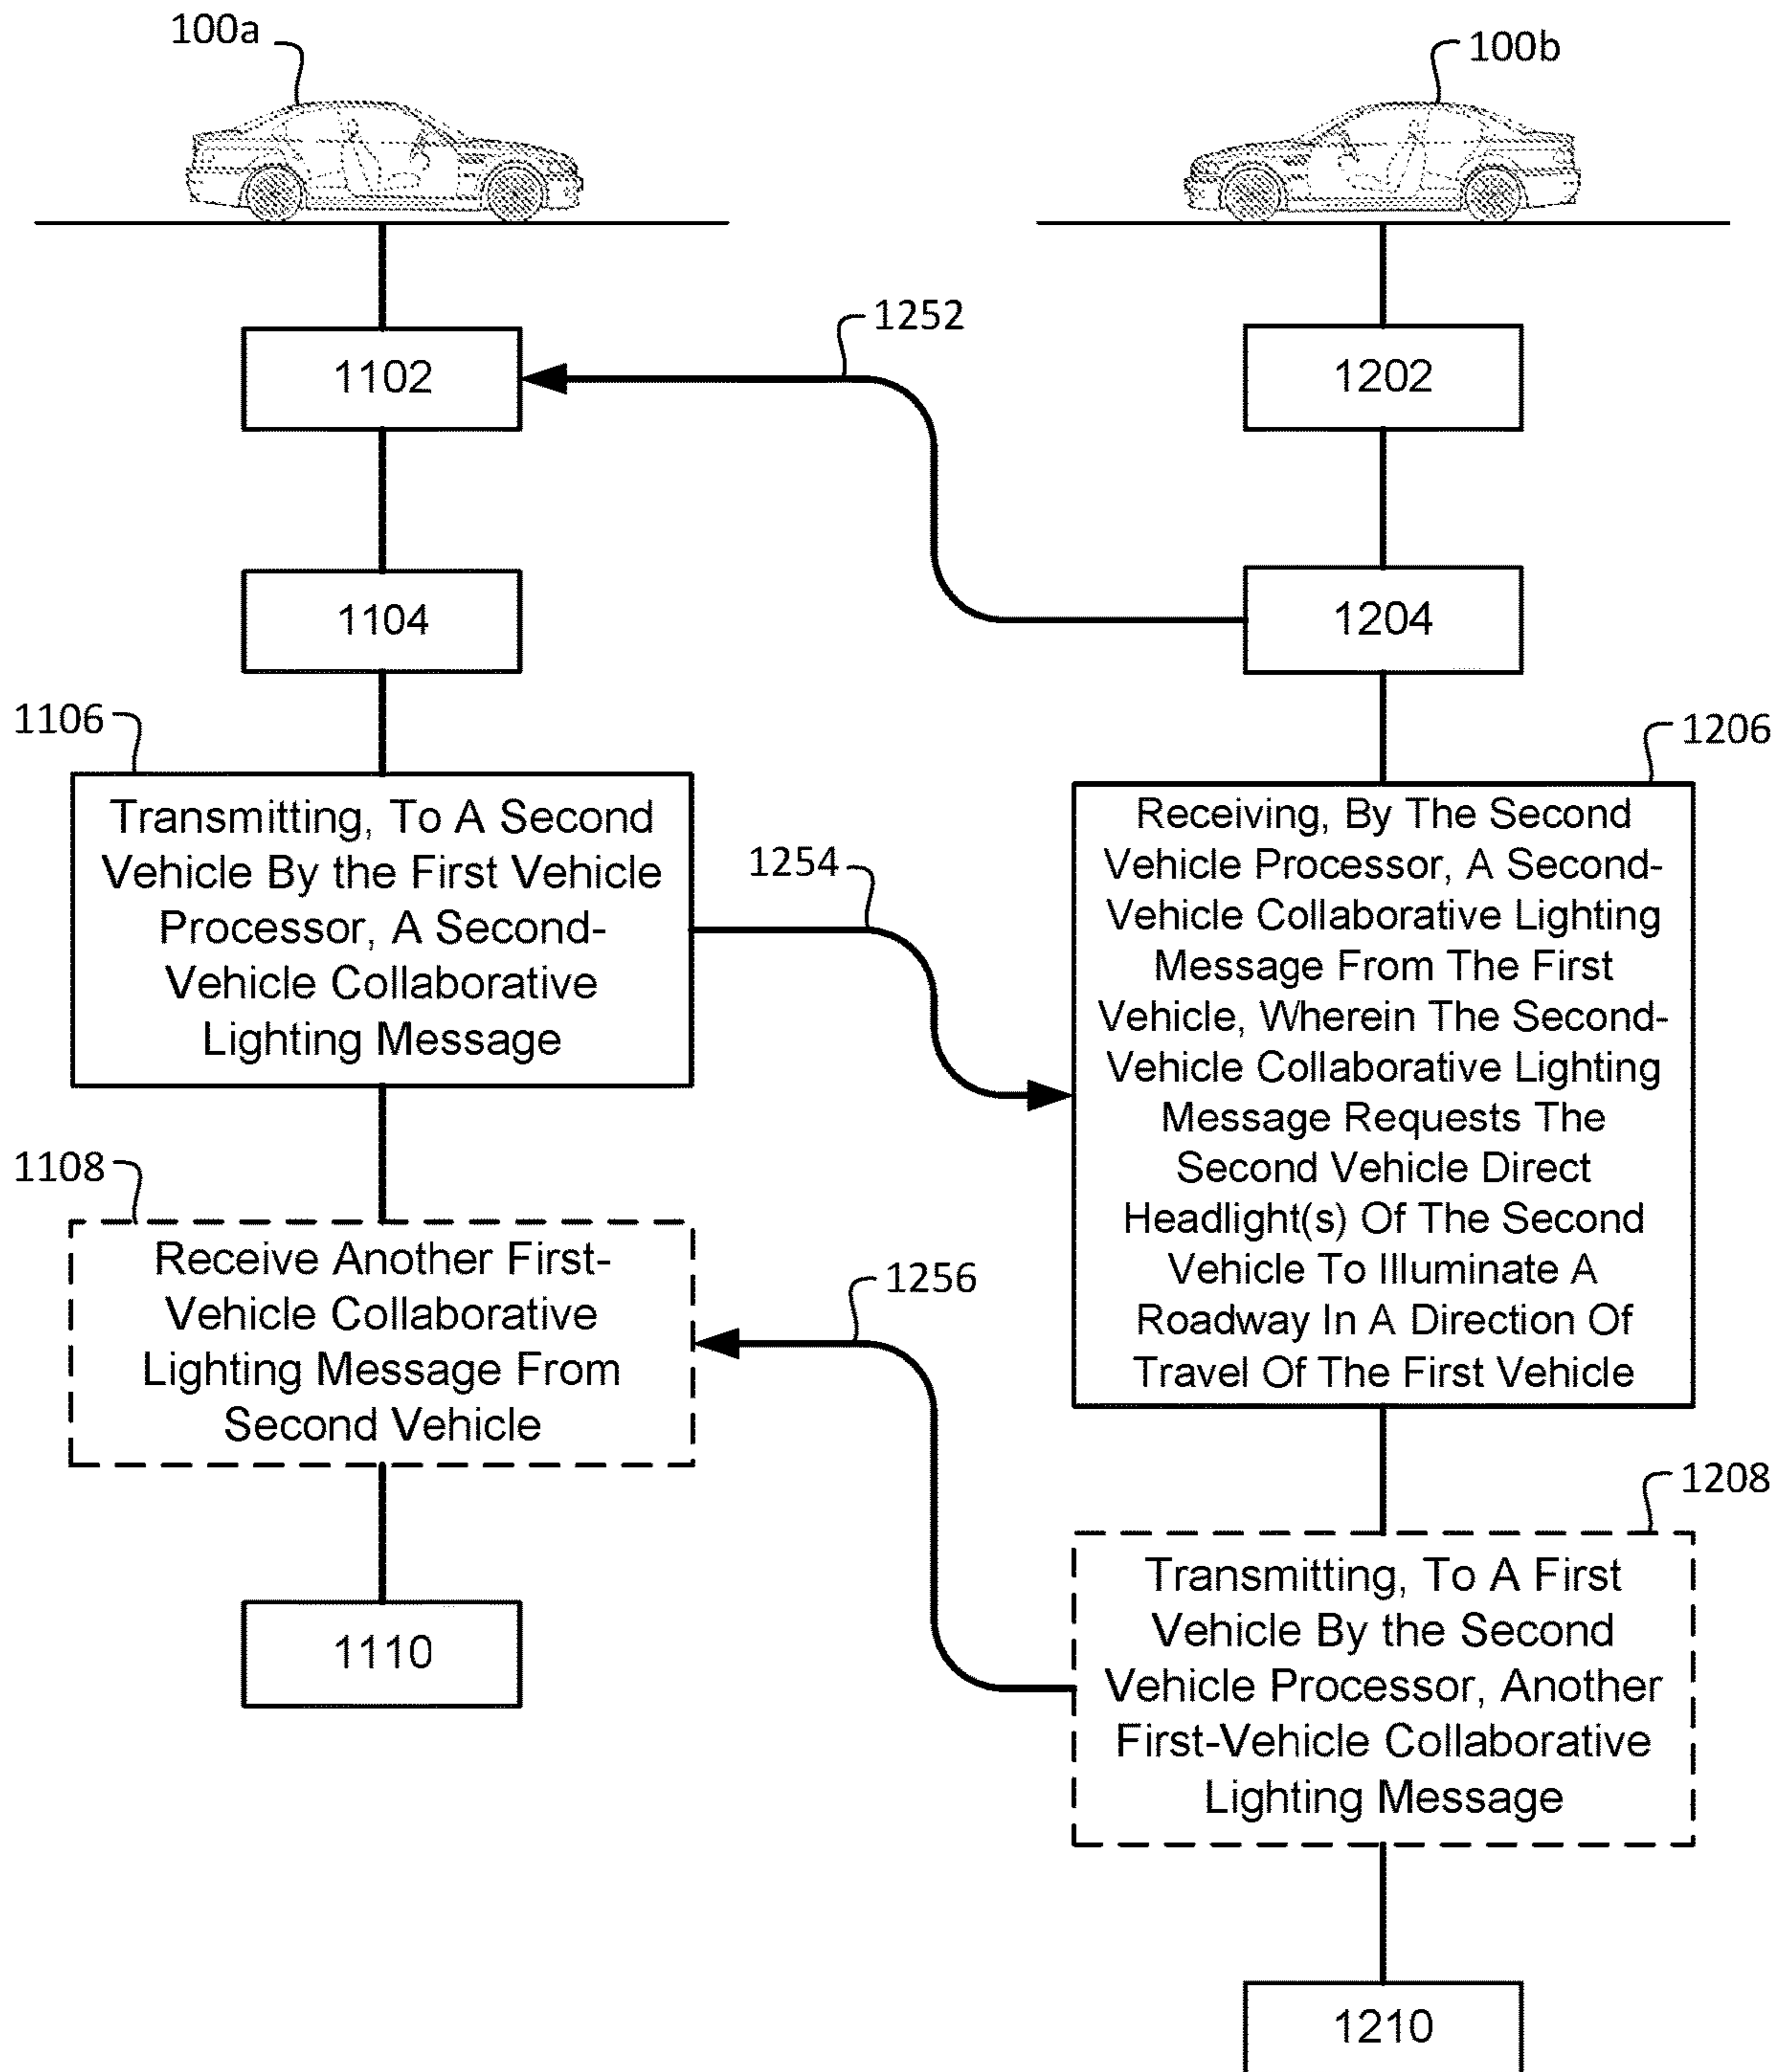 100a
100b
1252
1102
1202
1104
1204
1106
1206
Transmitting, To A Second
Vehicle By the First Vehicle
Processor, A Second-
Vehicle Collaborative
Lighting Message
1254
Receiving, By The Second
Vehicle Processor, A Second-
Vehicle Collaborative Lighting
Message From The First
Vehicle, Wherein The Second-
Vehicle Collaborative Lighting
Message Requests The
Second Vehicle Direct
Headlight(s) Of The Second
Vehicle To Illuminate A
Roadway In A Direction Of
Travel Of The First Vehicle
1108
Receive Another First-
Vehicle Collaborative
Lighting Message From
Second Vehicle
1256
1208
Transmitting, To A First
Vehicle By the Second
Vehicle Processor, Another
First-Vehicle Collaborative
Lighting Message
1110
1210